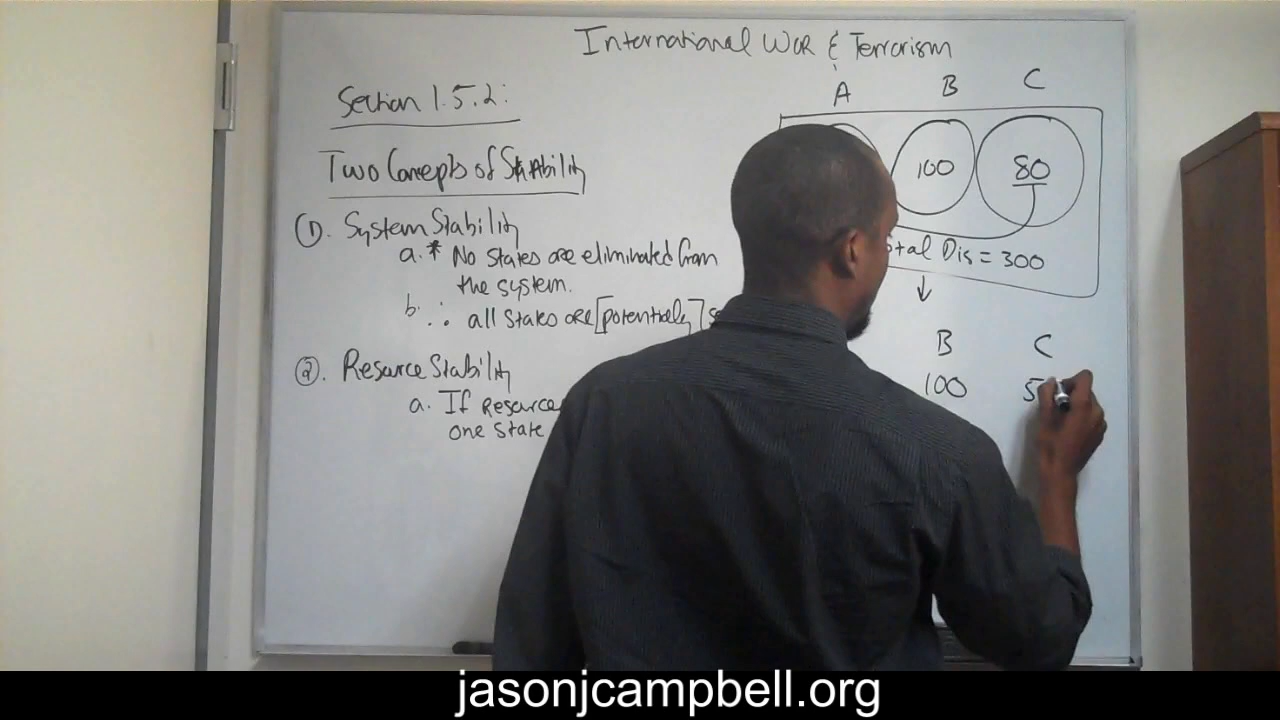 International War & Terrorism
Section 1.5.2:
Two Concepts of Stability
①. System Stability
a. * No states are eliminated from
the system.
b. ∴ all states are [potentially]
②. Resource Stability
a. If Resource
one state
A B C
100 80
Dis = 300
↓
B C
100 5
jasonjcampbell.org